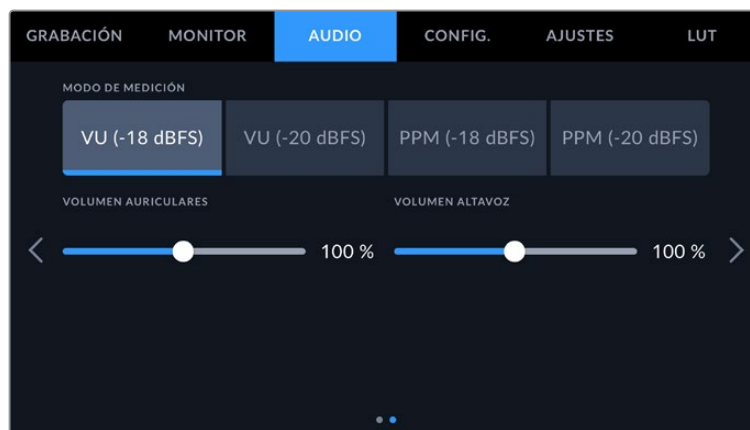 GRABACIÓN MONITOR AUDIO CONFIG. AJUSTES LUT
MODO DE MEDICIÓN
VU (-18 dBFS) VU (-20 dBFS) PPM (-18 dBFS) PPM (-20 dBFS)
VOLUMEN AURICULARES VOLUMEN ALTAVOZ
100 % 100 %